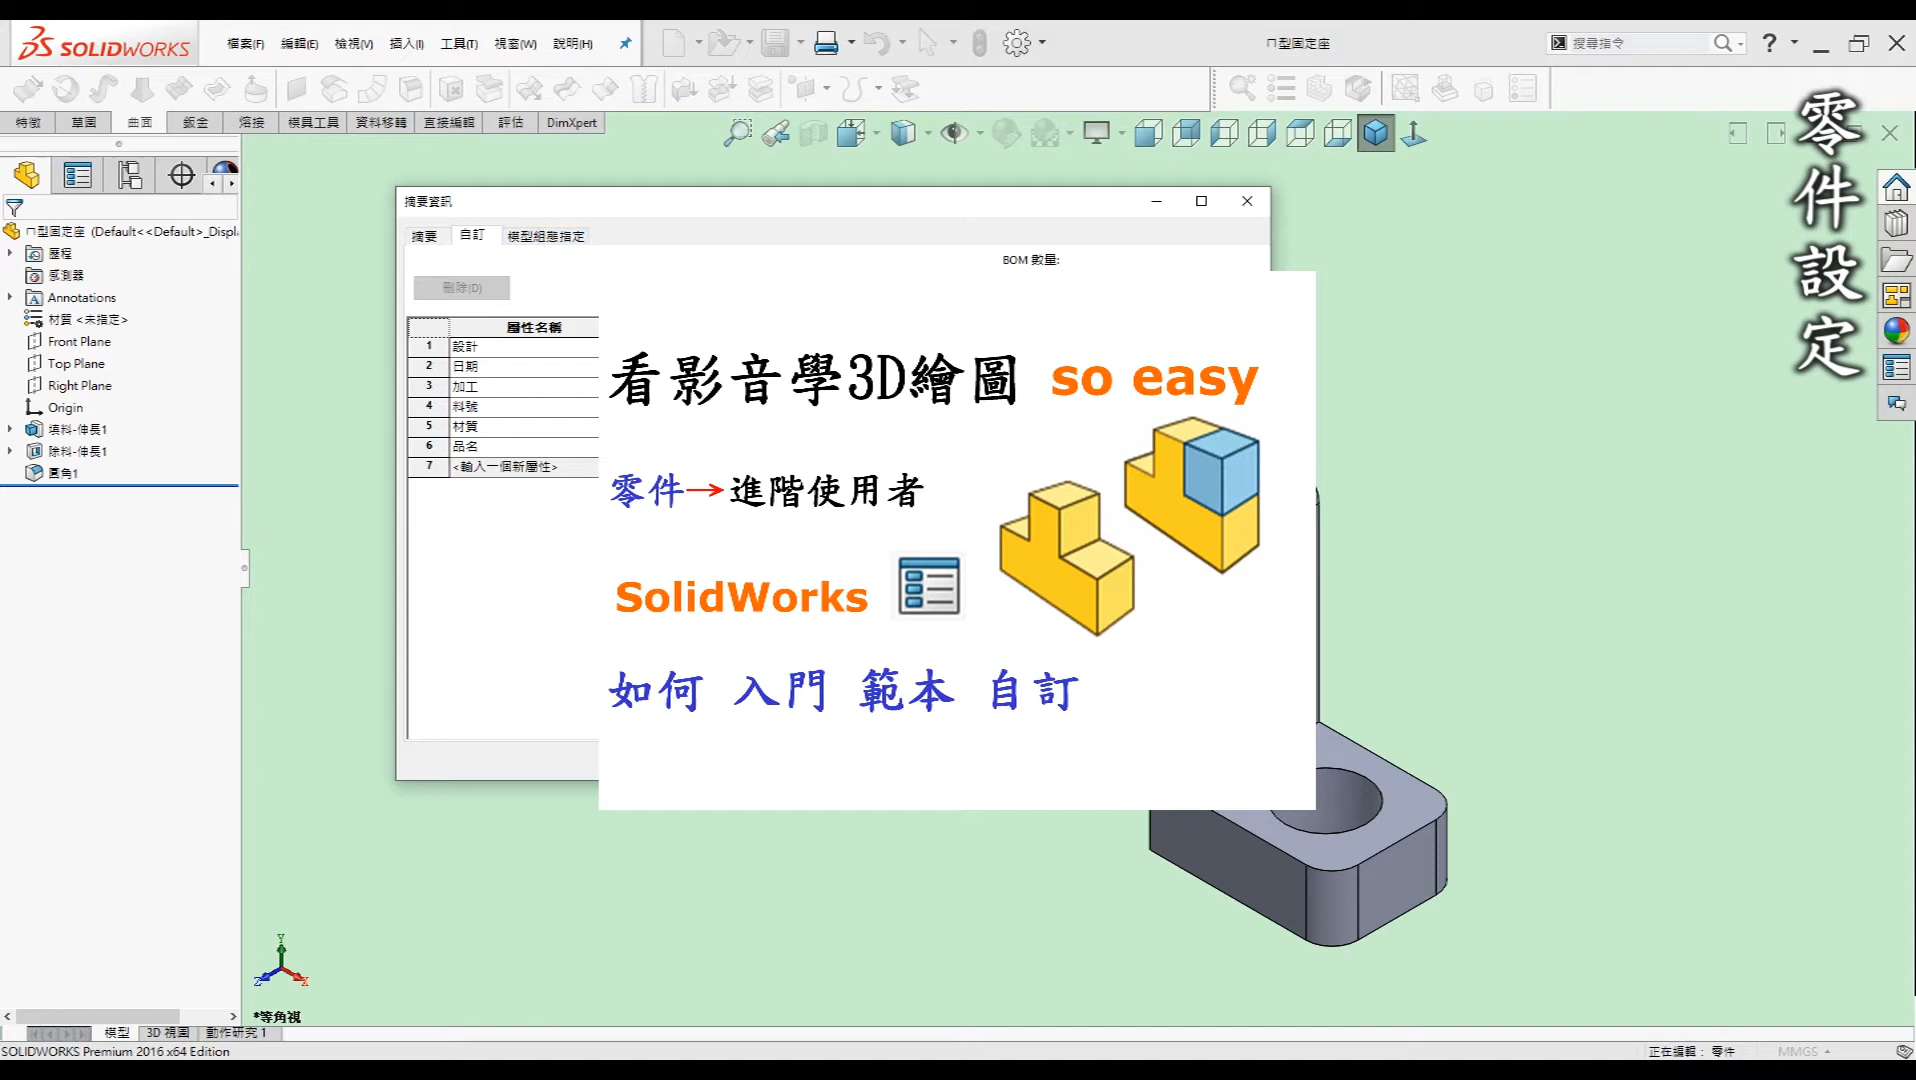 SOLIDWORKS
檔案(F) 編輯(E) 檢視(V) 插入(I) 工具(T) 視窗(W) 說明(H)
ㄇ型固定座
搜尋指令
特徵 草圖 曲面 鈑金 熔接 模具工具 資料移轉 直接編輯 評估 DimXpert
零件設定
ㄇ型固定座 (Default<<Default>_Displ
歷程
感測器
Annotations
材質 <未指定>
Front Plane
Top Plane
Right Plane
Origin
填料-伸長1
除料-伸長1
圓角1
摘要資訊
摘要 自訂 模型組態指定
BOM 數量:
刪除(D)
屬性名稱
1 設計
2 日期
3 加工
4 料號
5 材質
6 品名
7 <輸入一個新屬性>
看影音學3D繪圖 so easy
零件→進階使用者
SolidWorks
如何 入門 範本 自訂
Y
Z
X
*等角視
模型 3D 視圖 動作研究 1
SOLIDWORKS Premium 2016 x64 Edition
正在編輯： 零件
MMGS